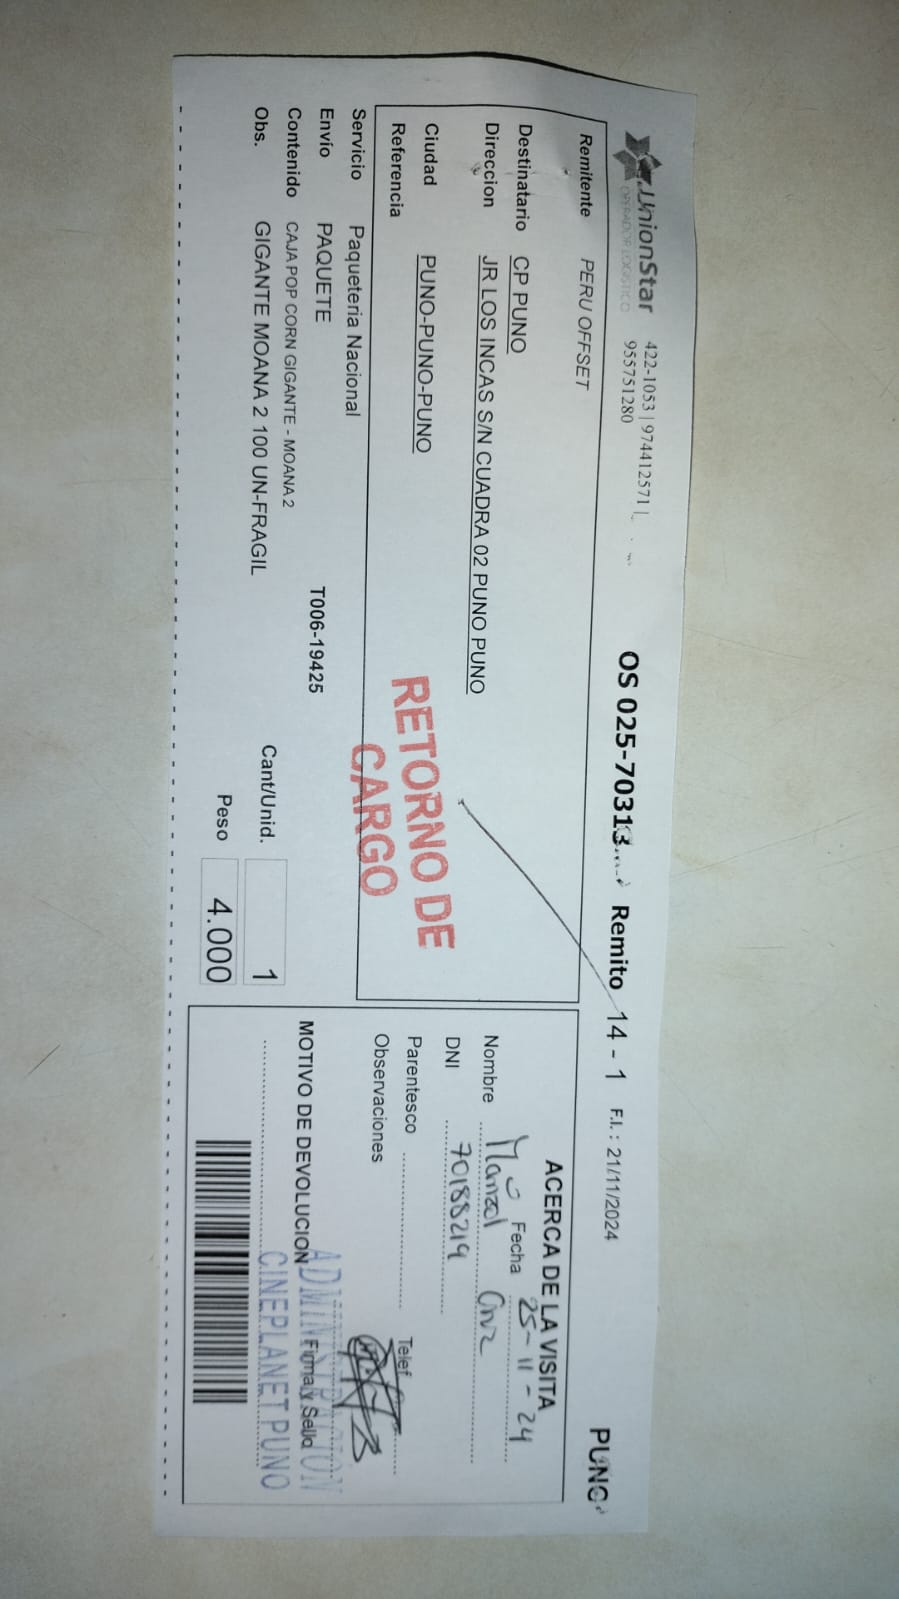 UnionStar
OPERADOR LOGISTICO
422-1053 | 974412571 |
955751280
OS 025-70313 Remito 14 - 1 F.I. : 21/11/2024 PUNO
Remitente PERU OFFSET
Destinatario CP PUNO
Direccion JR LOS INCAS S/N CUADRA 02 PUNO PUNO
Ciudad PUNO-PUNO-PUNO
Referencia
RETORNO DE
CARGO
Servicio Paqueteria Nacional
Envío PAQUETE T006-19425
Contenido CAJA POP CORN GIGANTE - MOANA 2
Obs. GIGANTE MOANA 2 100 UN-FRAGIL
Cant/Unid. 1
Peso 4.000
ACERCA DE LA VISITA
Fecha 25-11-24
Nombre Marisol
DNI 70188219
Parentesco
Telef
Observaciones
MOTIVO DE DEVOLUCION
Firma y Sello
ADMINISTRACION
CINEPLANET PUNO